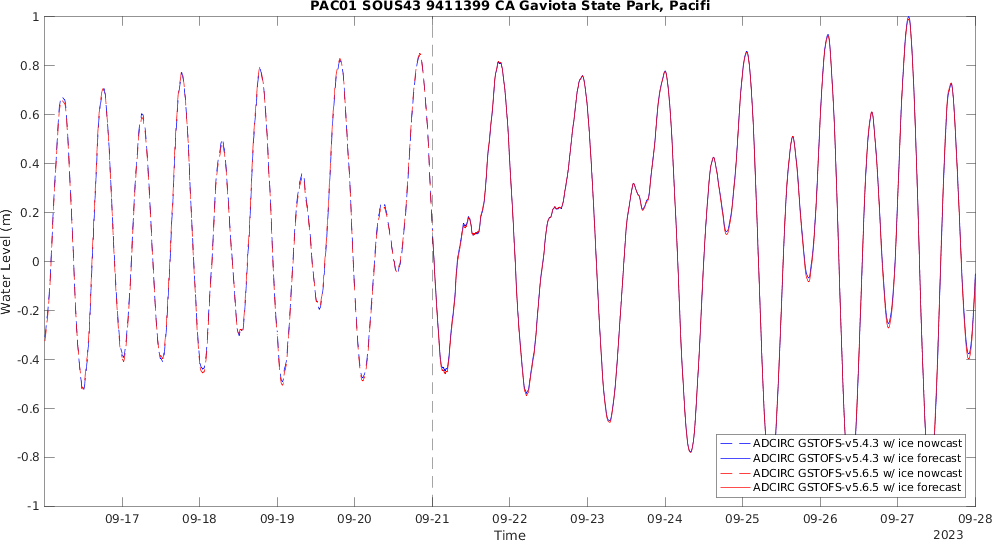 PAC01 SOUS43 9411399 CA Gaviota State Park, Pacifi
1
0.8
0.6
0.4
0.2
0
-0.2
-0.4
-0.6
-0.8
-1
Water Level (m)
ADCIRC GSTOFS-v5.4.3 w/ ice nowcast
ADCIRC GSTOFS-v5.4.3 w/ ice forecast
ADCIRC GSTOFS-v5.6.5 w/ ice nowcast
ADCIRC GSTOFS-v5.6.5 w/ ice forecast
09-17 09-18 09-19 09-20 09-21 09-22 09-23 09-24 09-25 09-26 09-27 09-28
Time 2023